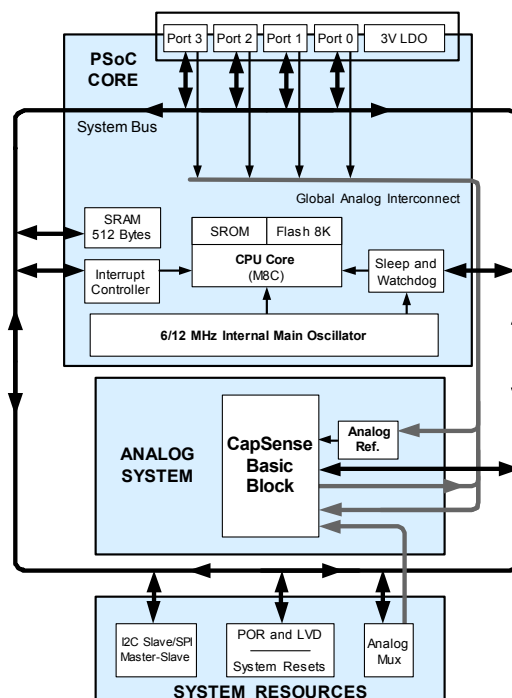 Port 3 Port 2 Port 1 Port 0 3V LDO
PSoC
CORE
System Bus
Global Analog Interconnect
SRAM
512 Bytes
SROM Flash 8K
CPU Core
(M8C)
Interrupt
Controller
Sleep and
Watchdog
6/12 MHz Internal Main Oscillator
ANALOG
SYSTEM
CapSense
Basic
Block
Analog
Ref.
I2C Slave/SPI
Master-Slave
POR and LVD
System Resets
Analog
Mux
SYSTEM RESOURCES